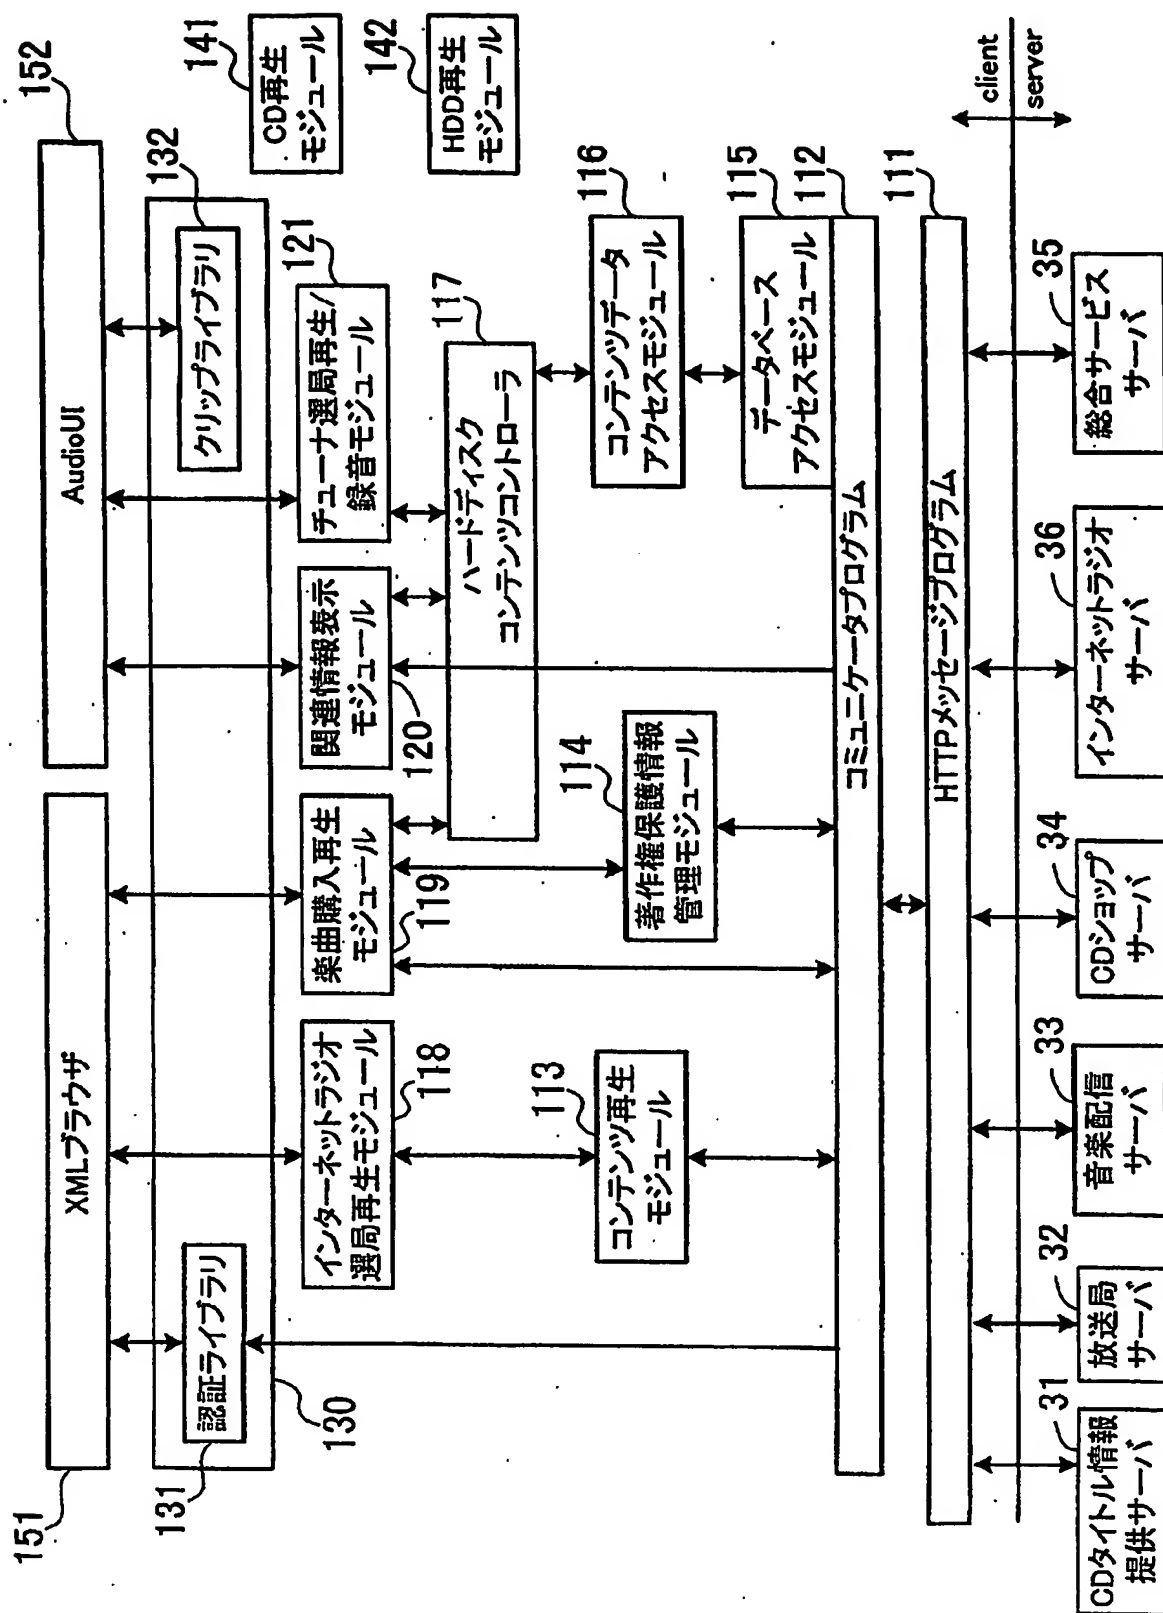 151
XMLブラウザ
AudioUI
152
131
認証ライブラリ
130
クリップライブラリ
132
インターネットラジオ
選局再生モジュール
118
楽曲購入再生
モジュール
119
関連情報表示
モジュール
120
チューナ選局再生/
録音モジュール
121
CD再生
モジュール
141
HDD再生
モジュール
142
ハードディスク
コンテンツコントローラ
117
コンテンツ再生
モジュール
113
著作権保護情報
管理モジュール
114
コンテンツデータ
アクセスモジュール
116
データベース
アクセスモジュール
115
コミュニケータプログラム
112
HTTPメッセージプログラム
111
client
server
CDタイトル情報
提供サーバ
31
放送局
サーバ
32
音楽配信
サーバ
33
CDショップ
サーバ
34
インターネットラジオ
サーバ
36
総合サービス
サーバ
35